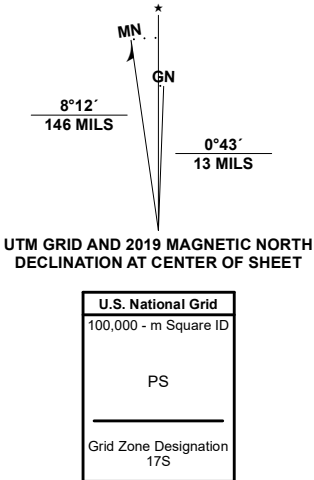 ★
MN
GN
8°12´
146 MILS
0°43´
13 MILS
UTM GRID AND 2019 MAGNETIC NORTH
DECLINATION AT CENTER OF SHEET
U.S. National Grid
100,000 - m Square ID
PS
Grid Zone Designation
17S